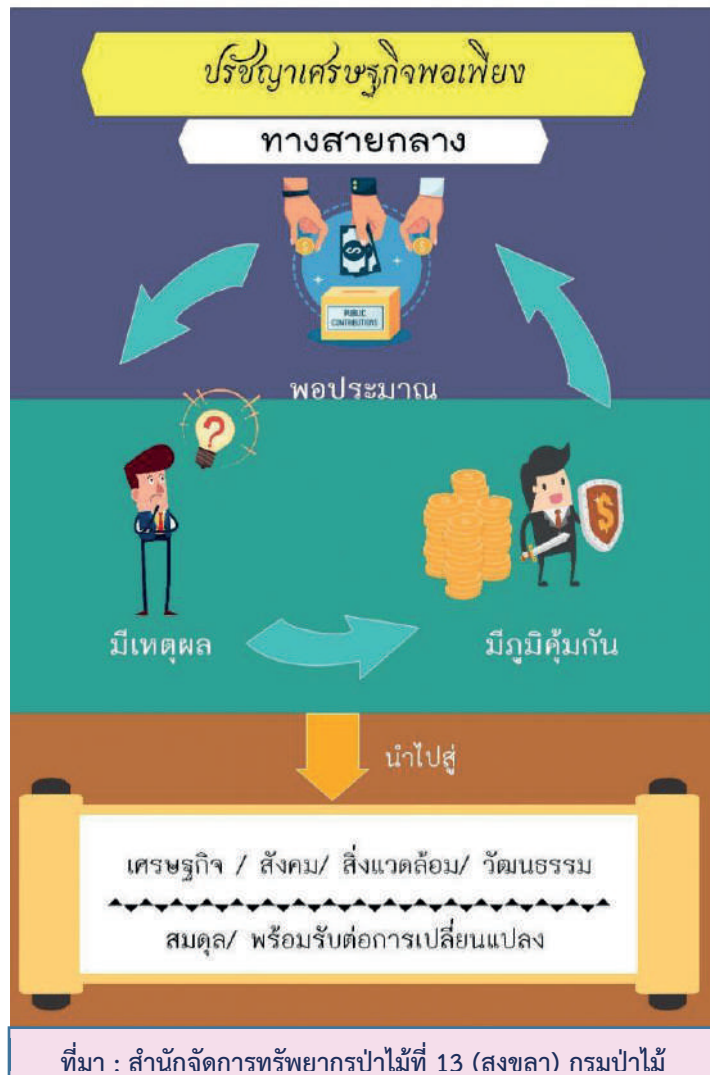 ปรัชญาเศรษฐกิจพอเพียง
ทางสายกลาง
PUBLIC
CONTRIBUTIONS
พอประมาณ
?
$
มีเหตุผล
มีภูมิคุ้มกัน
นำไปสู่
เศรษฐกิจ / สังคม/ สิ่งแวดล้อม/ วัฒนธรรม
สมดุล/ พร้อมรับต่อการเปลี่ยนแปลง
ที่มา : สำนักจัดการทรัพยากรป่าไม้ที่ 13 (สงขลา) กรมป่าไม้